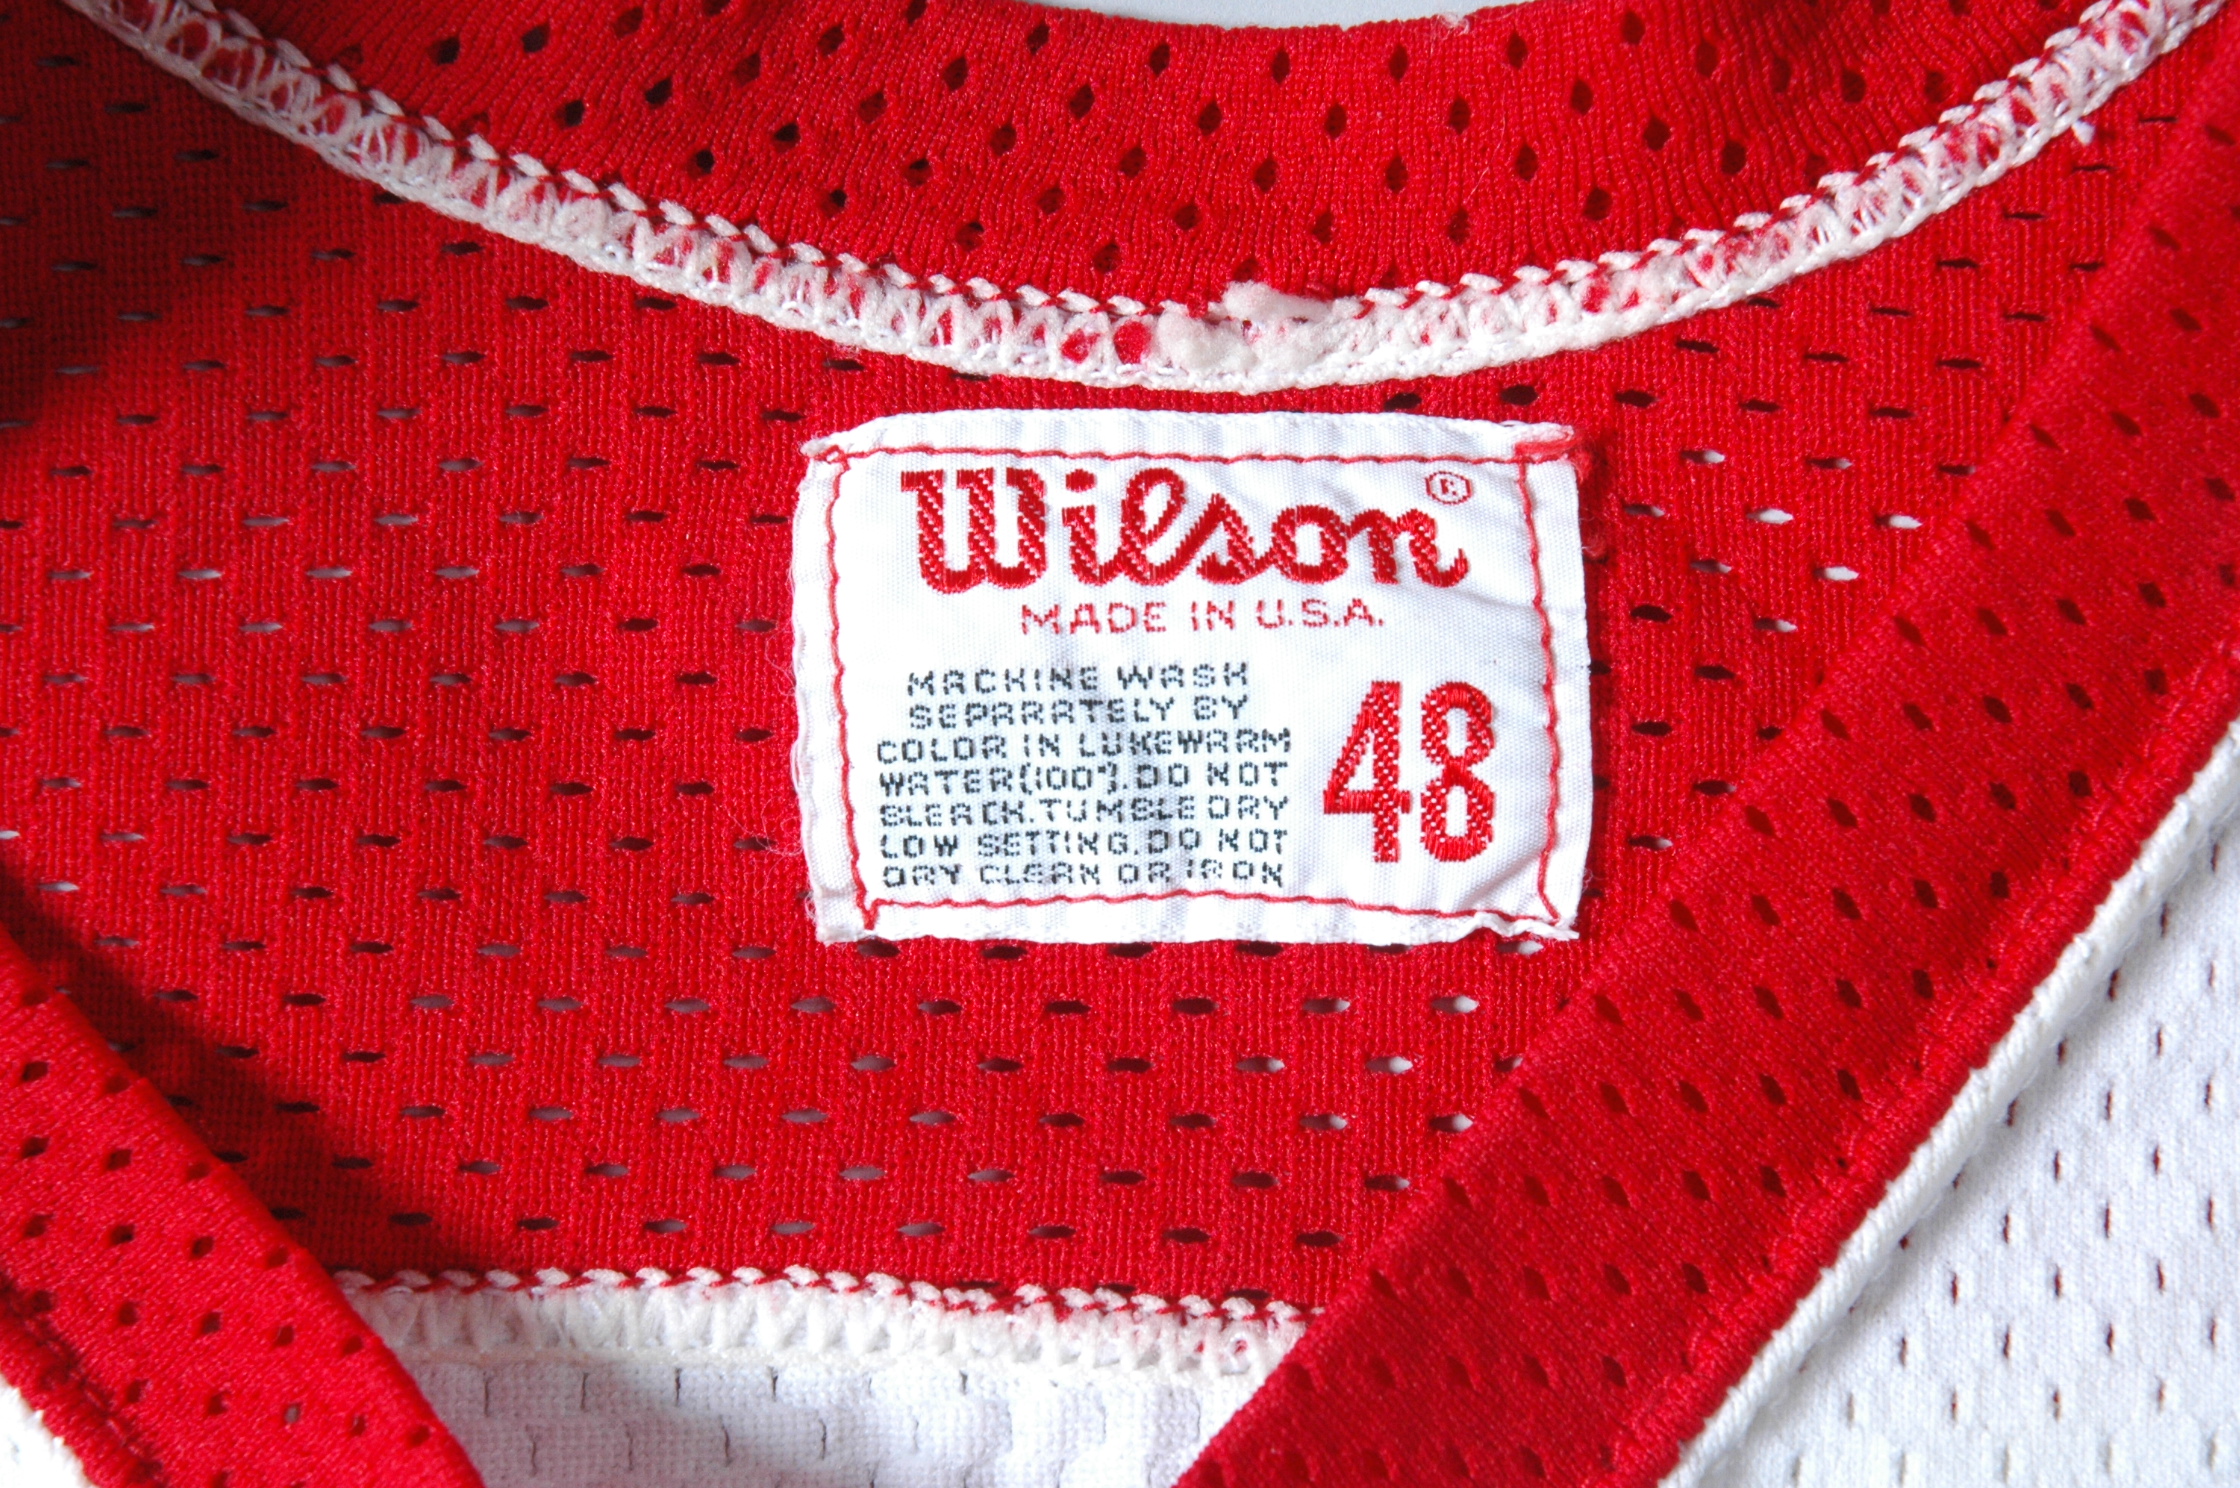 Wilson®
MADE IN U.S.A.
MACHINE WASH
SEPARATELY BY
COLOR IN LUKEWARM
WATER(100°).DO NOT
BLEACH.TUMBLE DRY
LOW SETTING.DO NOT
DRY CLEAN OR IRON
48